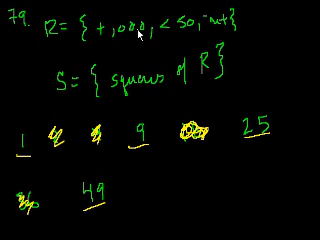 79.
R = { +, odd, < 50, int}
S = { squares of R }
1 9 25
49